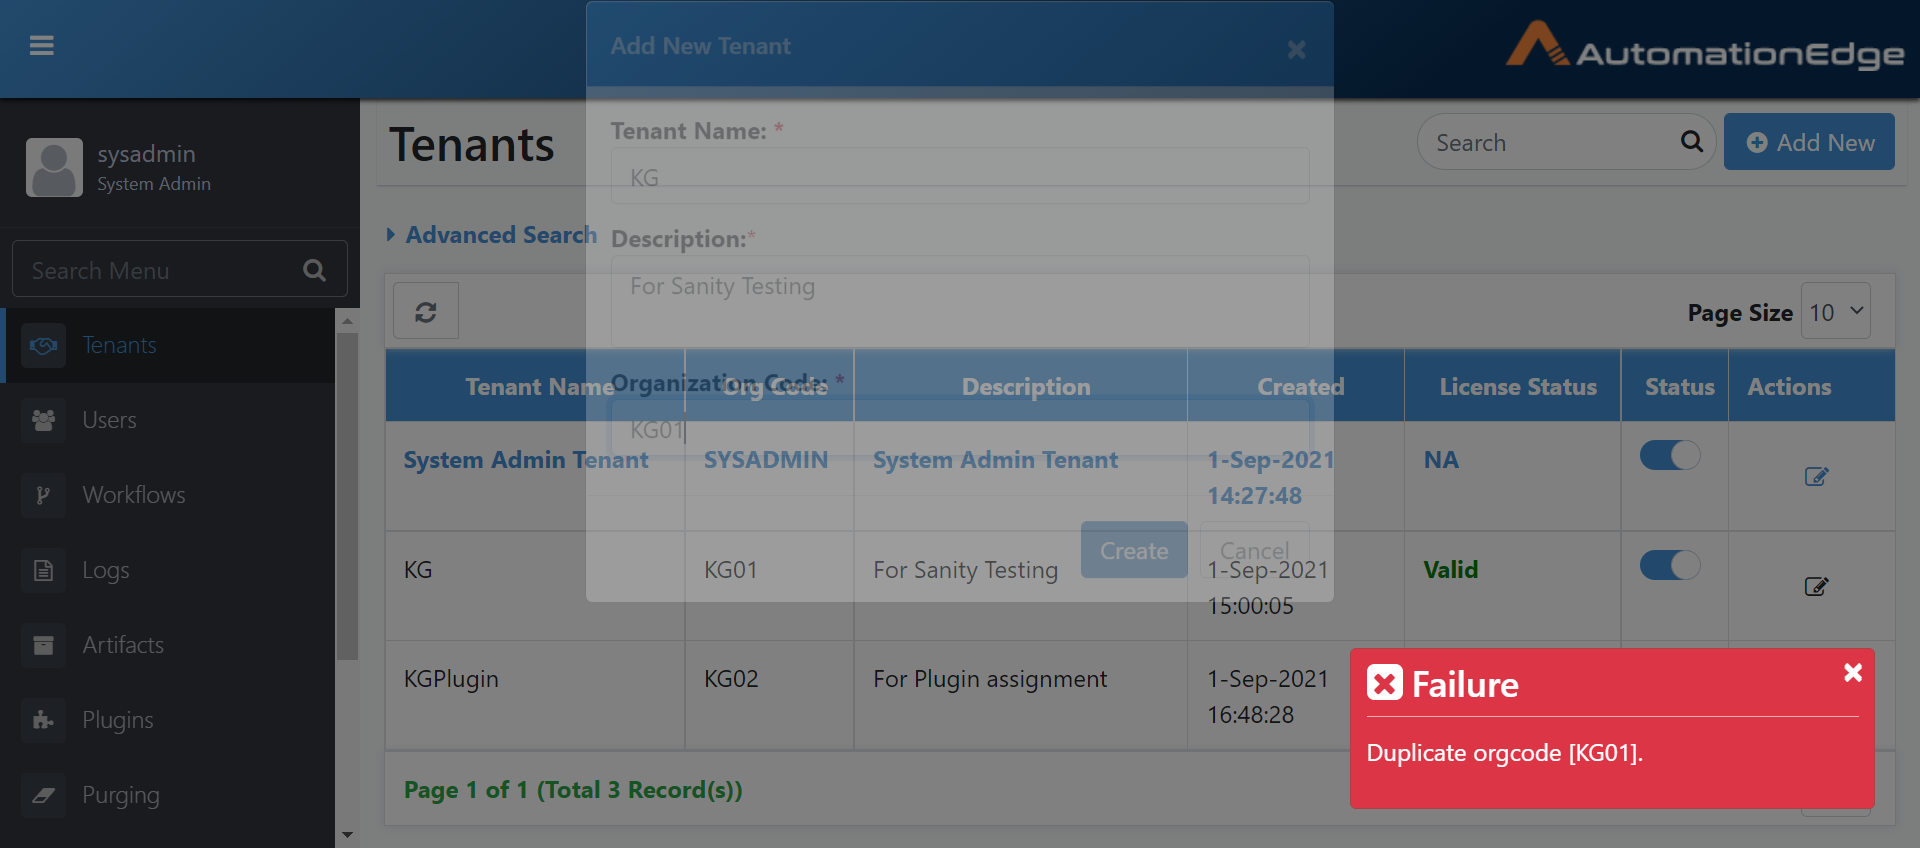 Add New Tenant
AutomationEdge
sysadmin
System Admin
Search Menu
Tenants
Users
Workflows
Logs
Artifacts
Plugins
Purging
Tenants
Search
Add New
Advanced Search
Tenant Name: *
KG
Description:*
For Sanity Testing
Organization Code: *
KG01
Create
Cancel
Page Size
10
Tenant Name Org Code Description Created License Status Status Actions
System Admin Tenant SYSADMIN System Admin Tenant 1-Sep-2021 NA
14:27:48
KG KG01 For Sanity Testing 1-Sep-2021 Valid
15:00:05
KGPlugin KG02 For Plugin assignment 1-Sep-2021
16:48:28
Page 1 of 1 (Total 3 Record(s))
Failure
Duplicate orgcode [KG01].